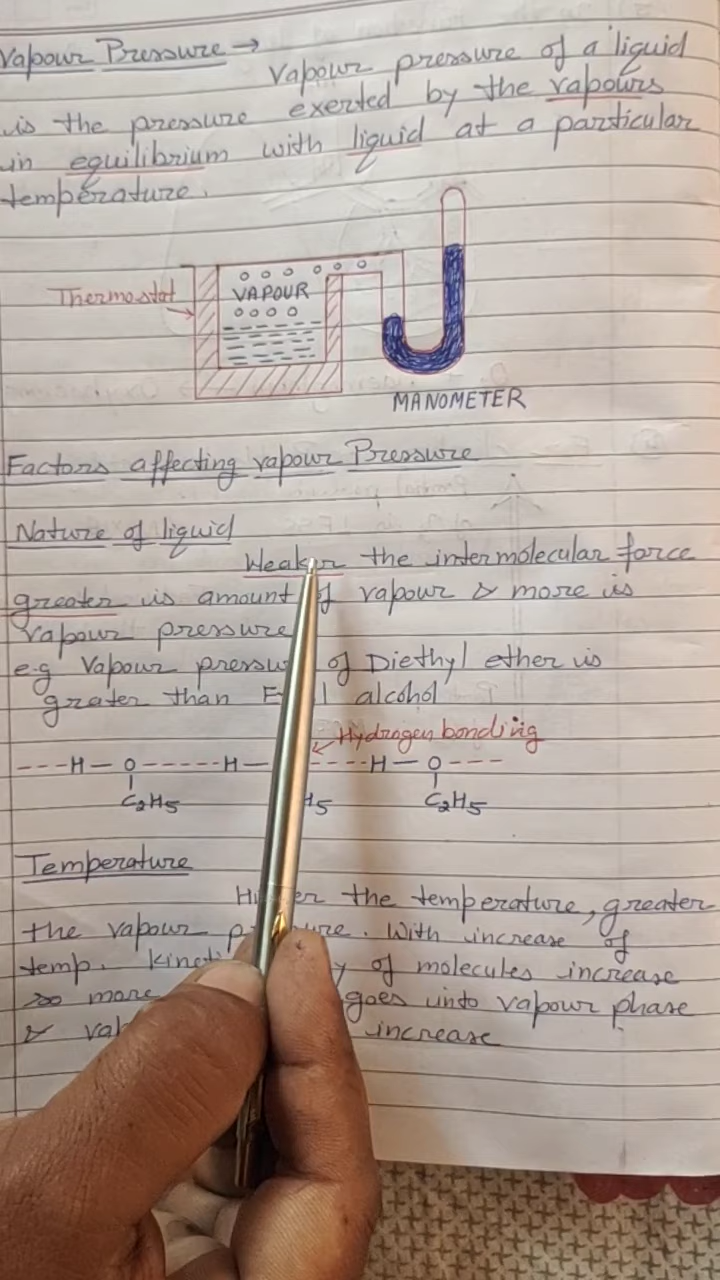 Vapour Pressure →
Vapour pressure of a liquid
is the pressure exerted by the vapours
in equilibrium with liquid at a particular
temperature.
Thermostat
VAPOUR
MANOMETER
Factors affecting vapour Pressure
Nature of liquid
Weaker the intermolecular force
greater is amount of vapour & more is
vapour pressure
e.g Vapour of Diethyl ether is
greater than alcohol
Hydrogen bonding
---H—O-----H— ----H—O---
C2H5 H5 C2H5
Temperature
the temperature, greater
the vapour . With increase of
temp. of molecules increase
so more goes into vapour phase
& increase